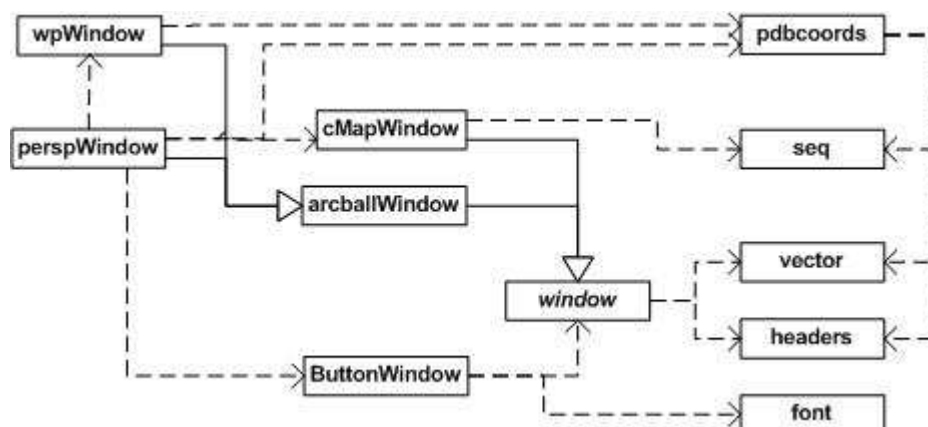 wpWindow
pdbcoords
perspWindow
cMapWindow
seq
arcballWindow
vector
window
headers
ButtonWindow
font